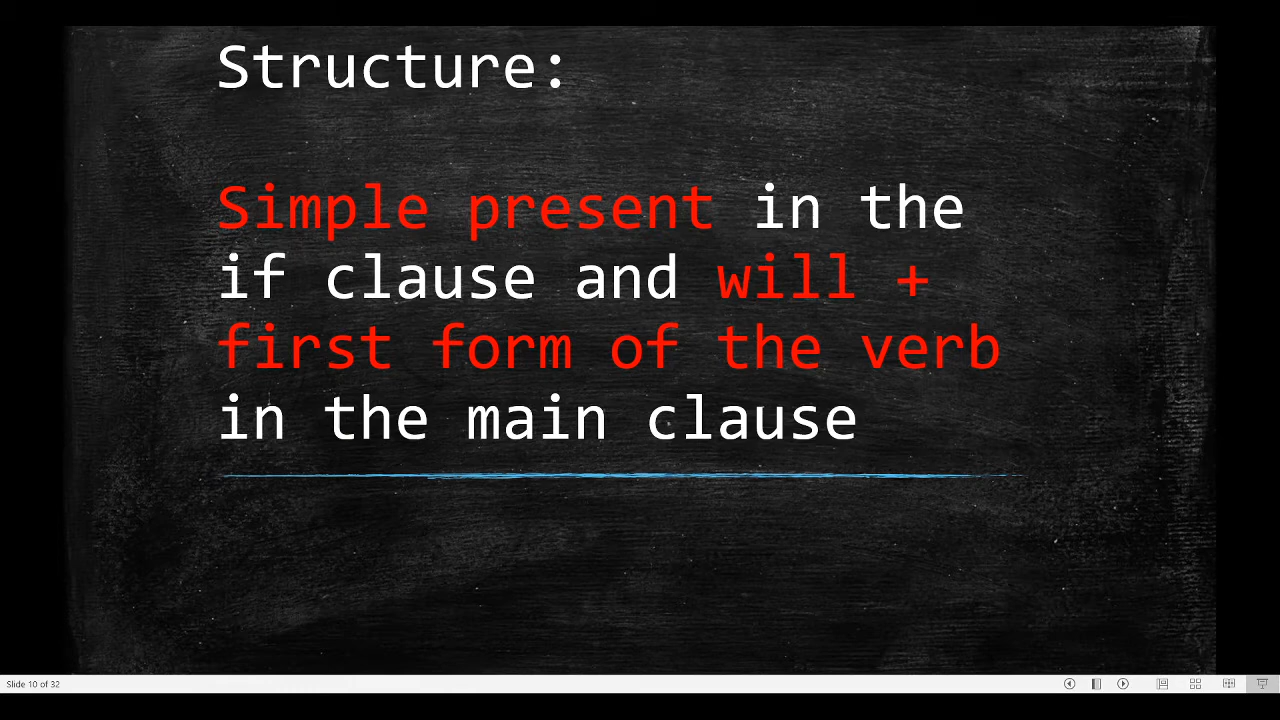 Structure:
Simple present in the
if clause and will +
first form of the verb
in the main clause
Slide 10 of 32